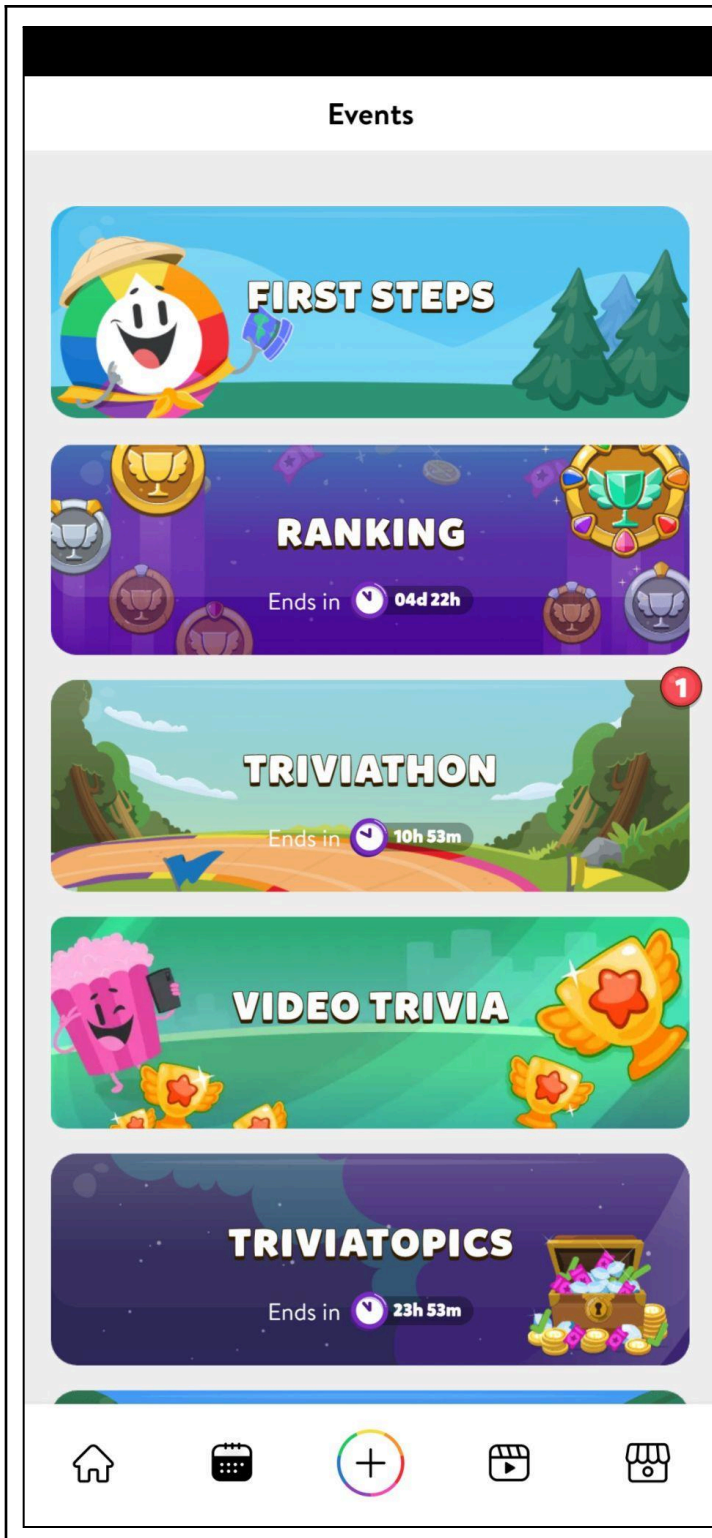 Events
FIRST STEPS
RANKING
Ends in 04d 22h
1
TRIVIATHON
Ends in 10h 53m
VIDEO TRIVIA
TRIVIATOPICS
Ends in 23h 53m